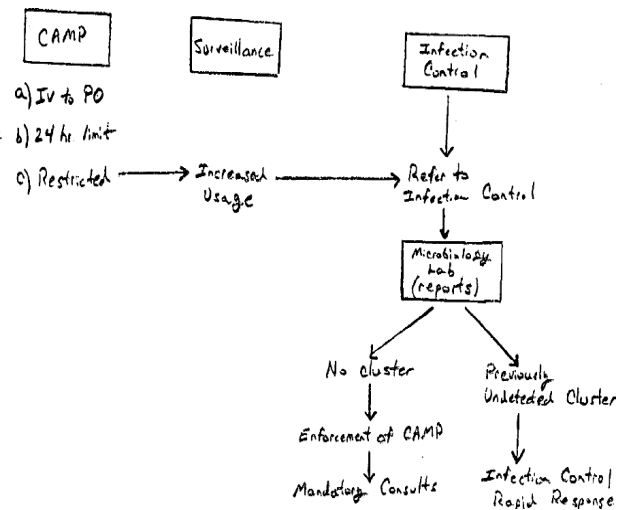 CAMP
Surveillance
Infection
Control
a) IV to PO
b) 24 hr limit
c) Restricted
Increased
Usage
Refer to
Infection Control
Microbiology
Lab
(reports)
No cluster
Previously
Undetected Cluster
Enforcement of CAMP
Mandatory Consults
Infection Control
Rapid Response